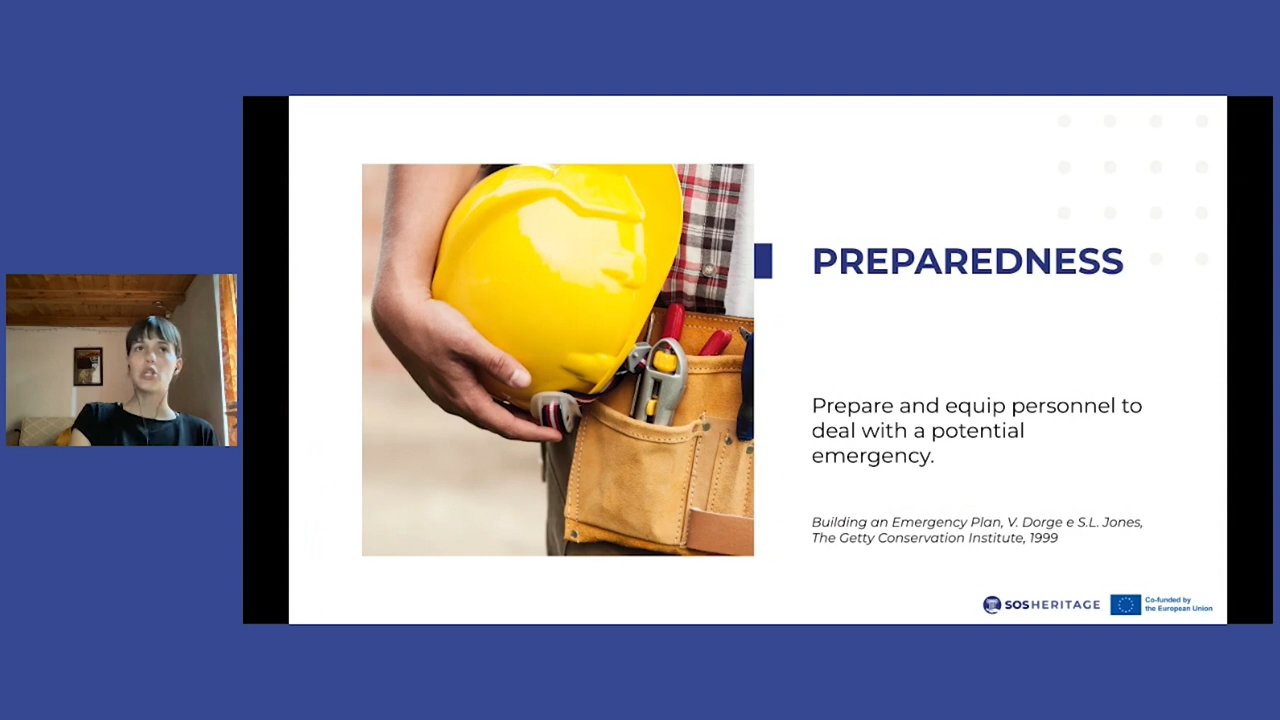 PREPAREDNESS
Prepare and equip personnel to
deal with a potential
emergency.
Building an Emergency Plan, V. Dorge e S.L. Jones,
The Getty Conservation Institute, 1999
SOSHERITAGE
Co-funded by
the European Union